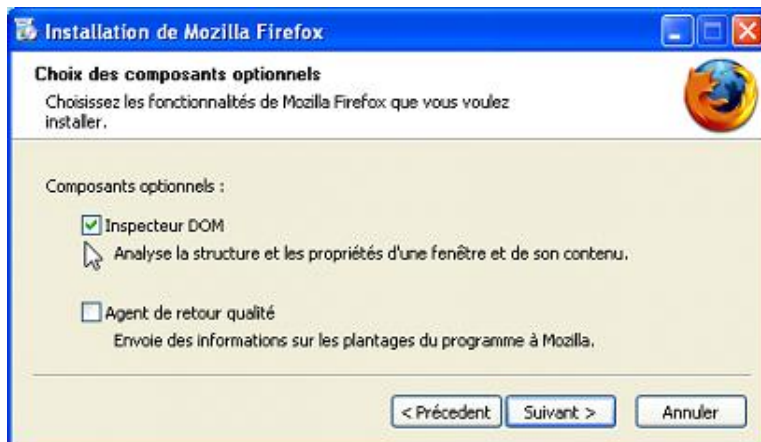 Installation de Mozilla Firefox
Choix des composants optionnels
Choisissez les fonctionnalités de Mozilla Firefox que vous voulez
installer.
Composants optionnels :
Inspecteur DOM
Analyse la structure et les propriétés d'une fenêtre et de son contenu.
Agent de retour qualité
Envoie des informations sur les plantages du programme à Mozilla.
< Précedent Suivant > Annuler